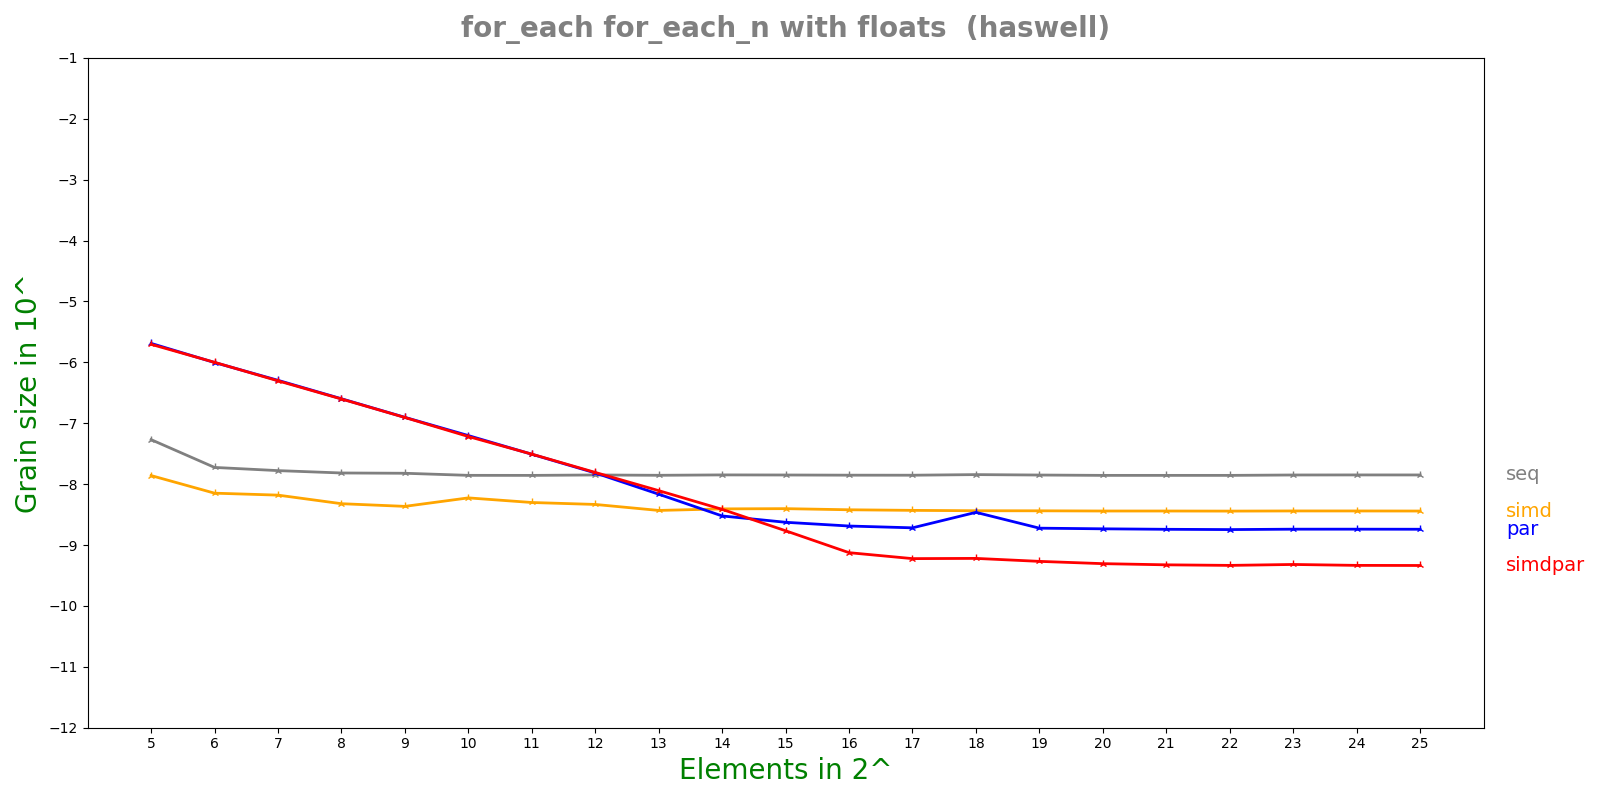 for_each for_each_n with floats  (haswell)
Grain size in 10^
−1
−2
−3
−4
−5
−6
−7
−8
−9
−10
−11
−12
seq
simd
par
simdpar
5 6 7 8 9 10 11 12 13 14 15 16 17 18 19 20 21 22 23 24 25
Elements in 2^